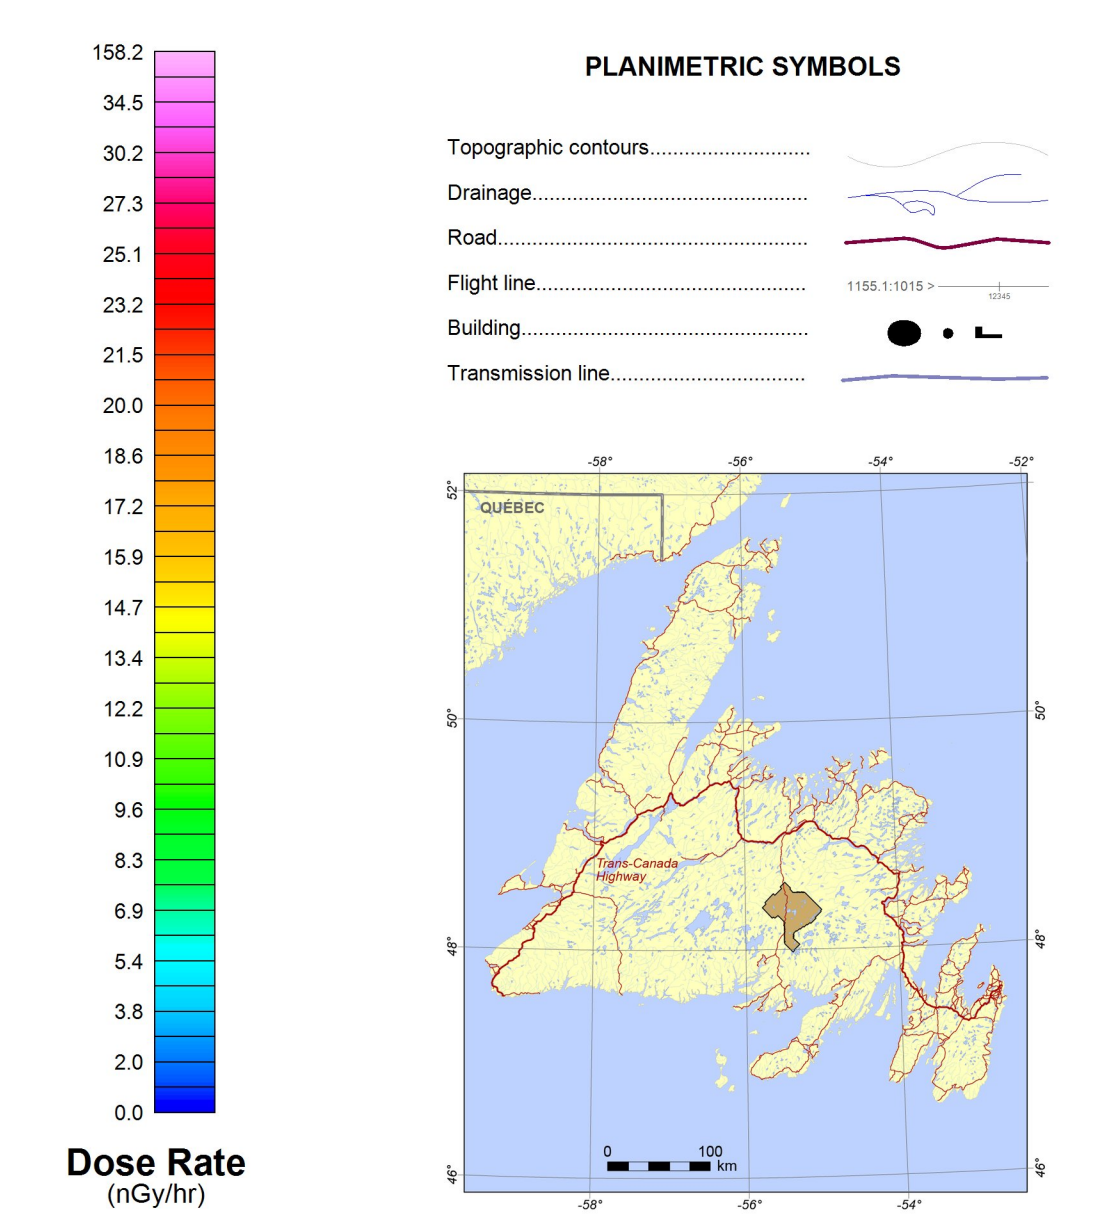 158.2
34.5
30.2
27.3
25.1
23.2
21.5
20.0
18.6
17.2
15.9
14.7
13.4
12.2
10.9
9.6
8.3
6.9
5.4
3.8
2.0
0.0
Dose Rate
(nGy/hr)
PLANIMETRIC SYMBOLS
Topographic contours
Drainage
Road
Flight line
1155.1:1015 >
12345
Building
Transmission line
-58° -56° -54° -52°
52°
QUÉBEC
50° 50°
Trans-Canada
Highway
48° 48°
0 100
km
46° 46°
-58° -56° -54°